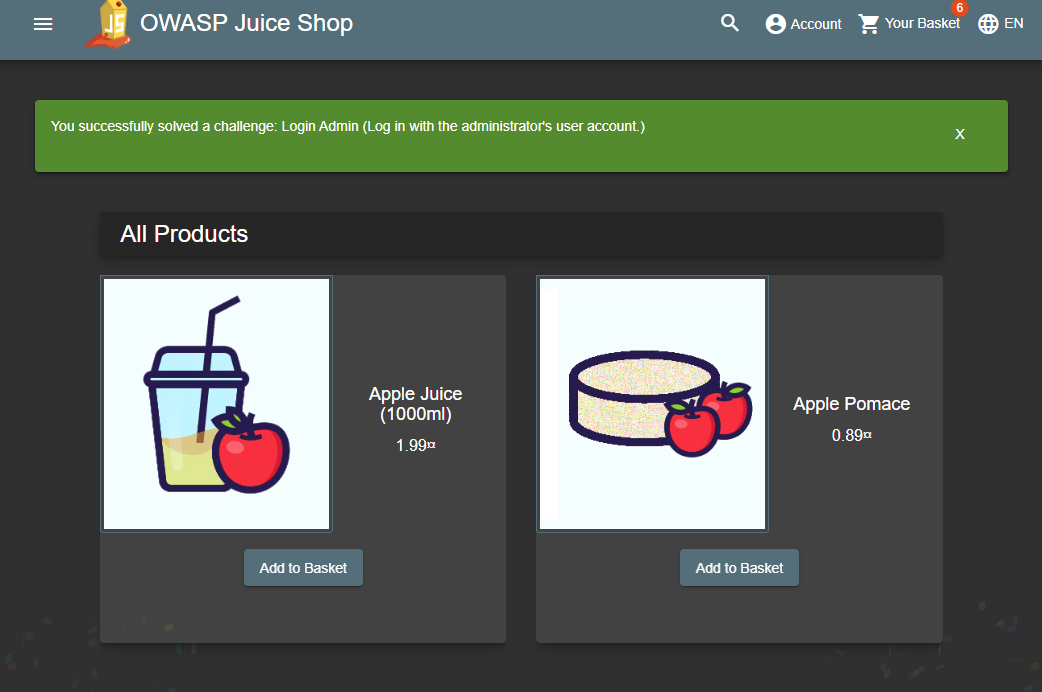 OWASP Juice Shop
Account
Your Basket
6
EN
You successfully solved a challenge: Login Admin (Log in with the administrator's user account.)
X
All Products
Apple Juice
(1000ml)
1.99¤
Add to Basket
Apple Pomace
0.89¤
Add to Basket